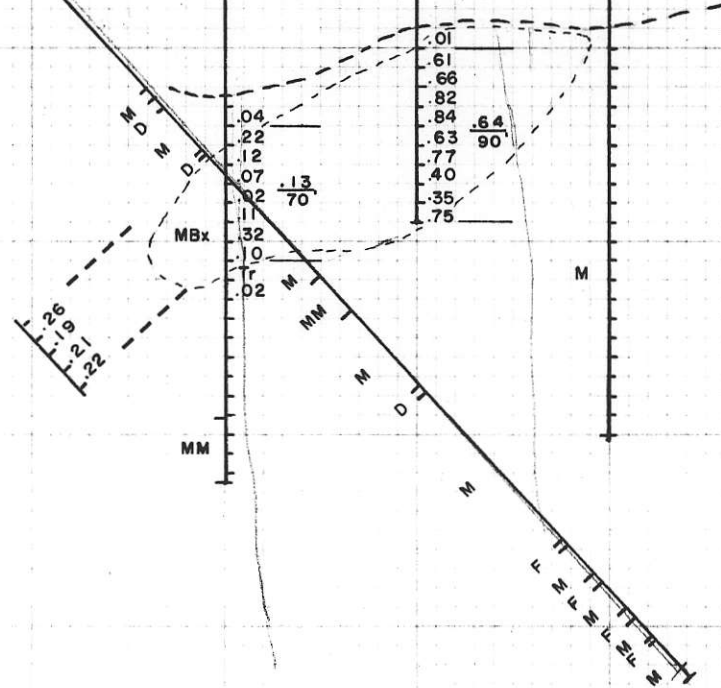 .01
.61
.66
.82
.84
.63
.77
.40
.35
.75
.64
90
.04
.22
.12
.07
.02
.11
.32
.10
Tr
.02
.13
70
M
D
M
D
MBx
.26
.19
.21
.22
M
MM
M
D
M
F
M
F
M
F
M
F
M
MM
M